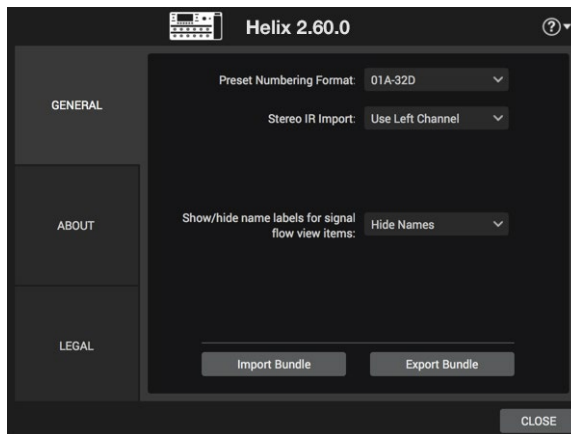 Helix 2.60.0
?
GENERAL
Preset Numbering Format: 01A-32D
Stereo IR Import: Use Left Channel
ABOUT
Show/hide name labels for signal
flow view items: Hide Names
LEGAL
Import Bundle Export Bundle
CLOSE